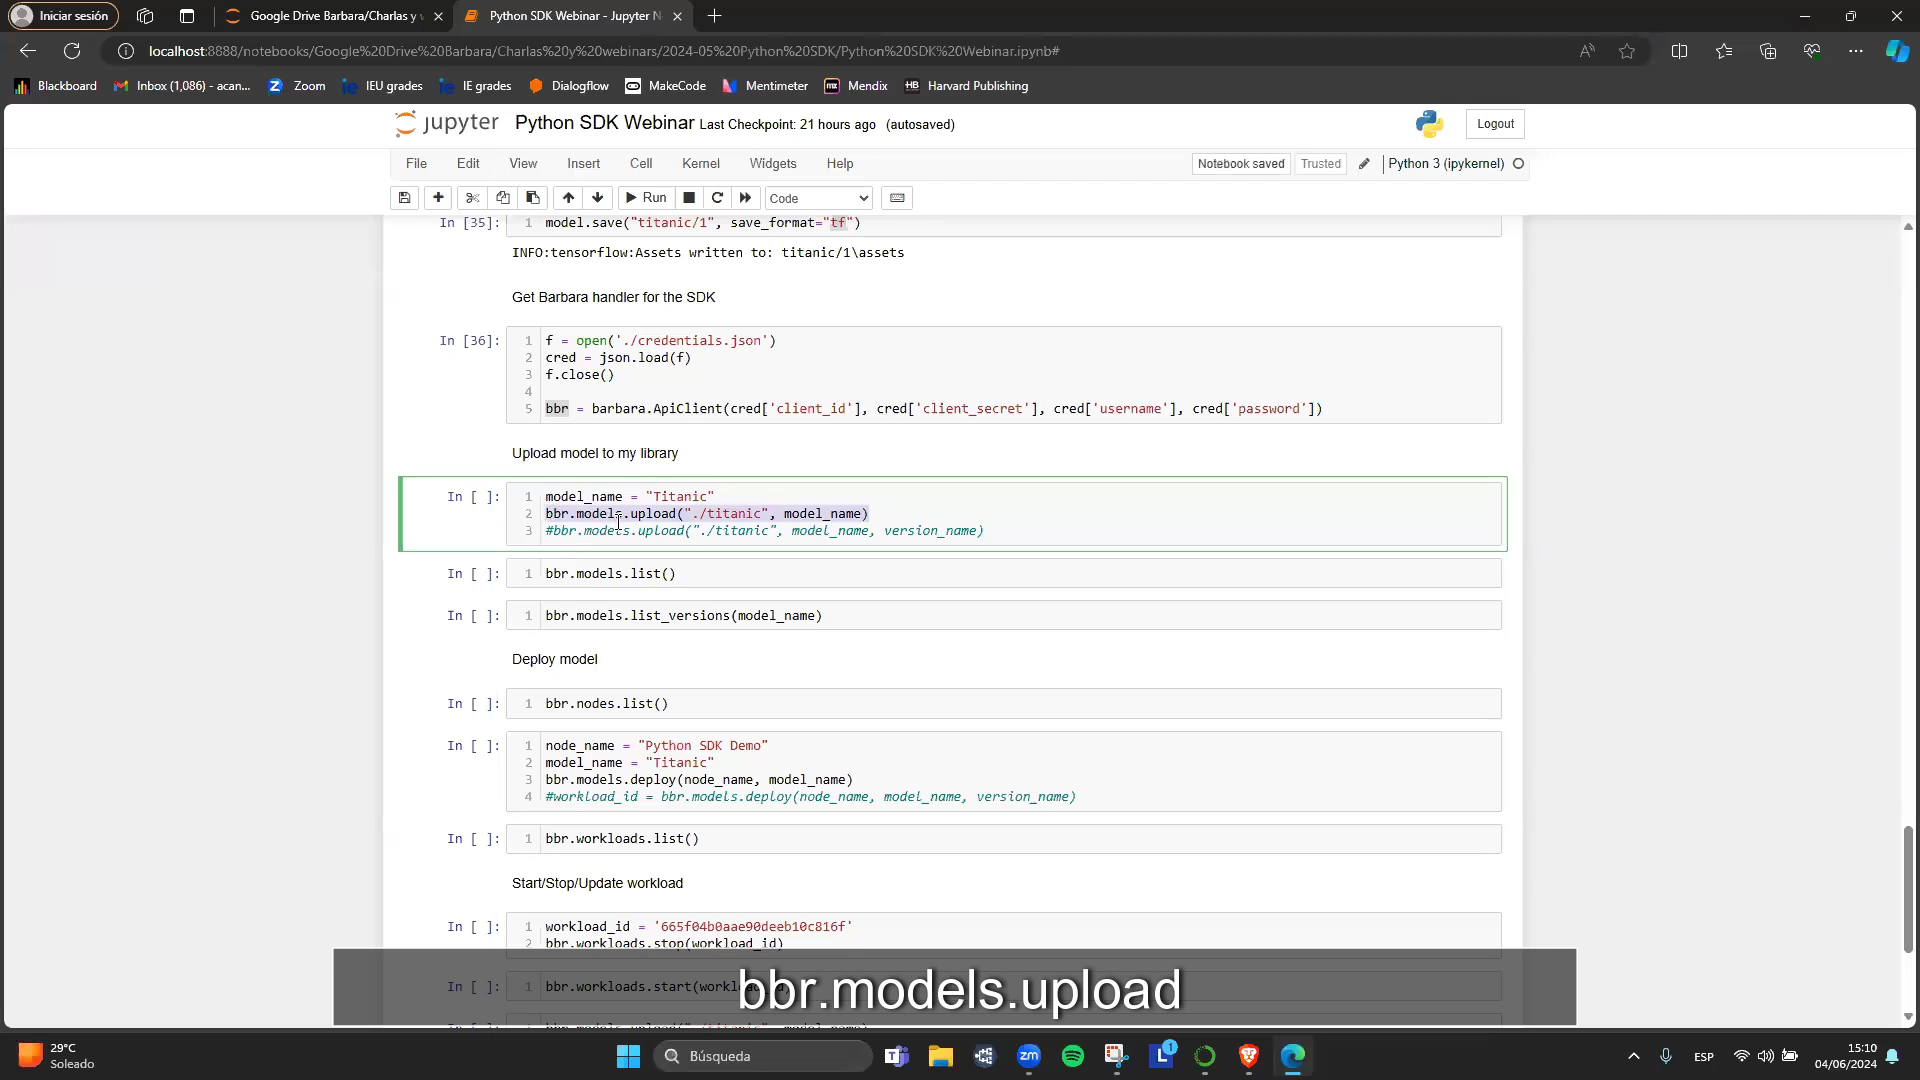 Iniciar sesión
Google Drive Barbara/Charlas y
Python SDK Webinar - Jupyter N
localhost:8888/notebooks/Google%20Drive%20Barbara/Charlas%20y%20webinars/2024-05%20Python%20SDK/Python%20SDK%20Webinar.ipynb#
Blackboard
Inbox (1,086) - acan...
Zoom
IEU grades
IE grades
Dialogflow
MakeCode
Mentimeter
Mendix
Harvard Publishing
jupyter Python SDK Webinar Last Checkpoint: 21 hours ago (autosaved)
Logout
File Edit View Insert Cell Kernel Widgets Help
Notebook saved Trusted Python 3 (ipykernel)
Run Code
In [35]: 1 model.save("titanic/1", save_format="tf")
INFO:tensorflow:Assets written to: titanic/1\assets
Get Barbara handler for the SDK
In [36]: 1 f = open('./credentials.json')
2 cred = json.load(f)
3 f.close()
4
5 bbr = barbara.ApiClient(cred['client_id'], cred['client_secret'], cred['username'], cred['password'])
Upload model to my library
In [ ]: 1 model_name = "Titanic"
2 bbr.models.upload("./titanic", model_name)
3 #bbr.models.upload("./titanic", model_name, version_name)
In [ ]: 1 bbr.models.list()
In [ ]: 1 bbr.models.list_versions(model_name)
Deploy model
In [ ]: 1 bbr.nodes.list()
In [ ]: 1 node_name = "Python SDK Demo"
2 model_name = "Titanic"
3 bbr.models.deploy(node_name, model_name)
4 #workload_id = bbr.models.deploy(node_name, model_name, version_name)
In [ ]: 1 bbr.workloads.list()
Start/Stop/Update workload
In [ ]: 1 workload_id = '665f04b0aae90deeb10c816f'
2 bbr.workloads.stop(workload_id)
In [ ]: 1 bbr.workloads.start(
bbr.models.upload
29°C
Soleado
Búsqueda
1
ESP
15:10
04/06/2024